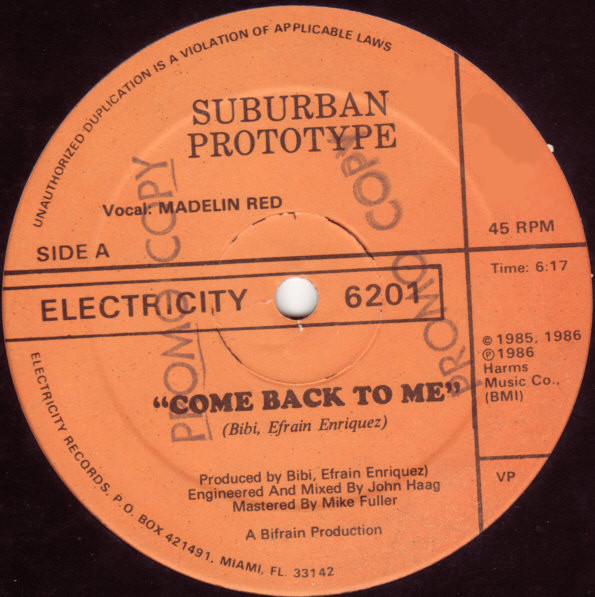 UNAUTHORIZED DUPLICATION IS A VIOLATION OF APPLICABLE LAWS
SUBURBAN
PROTOTYPE
PROMO COPY
PROMO COPY
Vocal: MADELIN RED
45 RPM
SIDE A
Time: 6:17
ELECTRICITY 6201
© 1985, 1986
℗ 1986
Harms
Music Co.,
(BMI)
"COME BACK TO ME"
(Bibi, Efrain Enriquez)
VP
Produced by Bibi, Efrain Enriquez)
Engineered And Mixed By John Haag
Mastered By Mike Fuller
A Bifrain Production
ELECTRICITY RECORDS, P.O. BOX 421491, MIAMI, FL. 33142